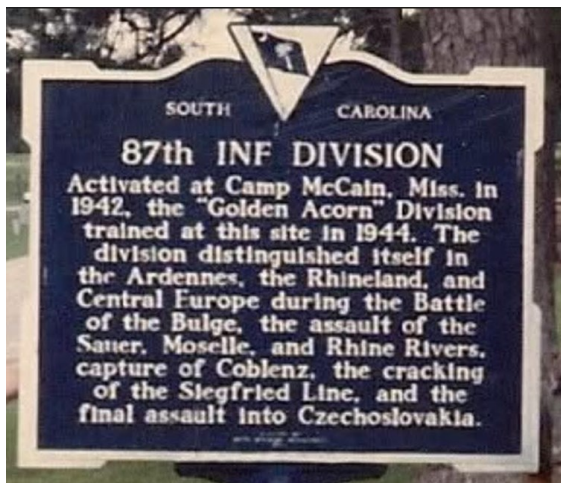 SOUTH CAROLINA
87th INF DIVISION
Activated at Camp McCain, Miss. in
1942, the "Golden Acorn" Division
trained at this site in 1944. The
division distinguished itself in
the Ardennes, the Rhineland, and
Central Europe during the Battle
of the Bulge, the assault of the
Sauer, Moselle, and Rhine Rivers,
capture of Coblenz, the cracking
of the Siegfried Line, and the
final assault into Czechoslovakia.